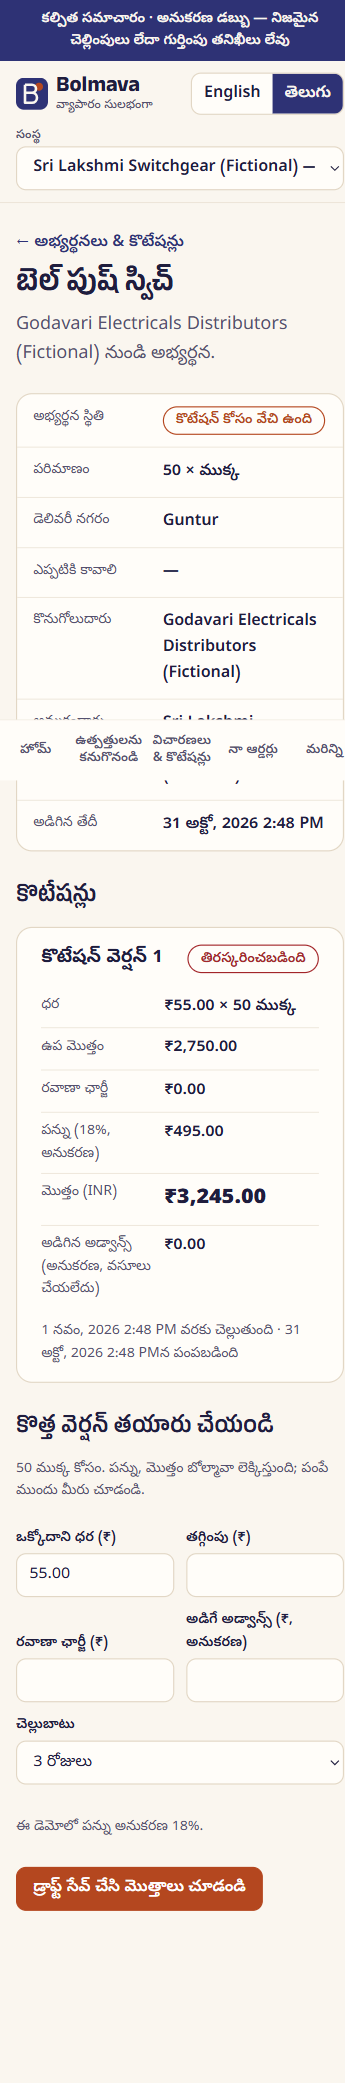 కల్పిత సమాచారం · అనుకరణ డబ్బు — నిజమైన
చెల్లింపులు లేదా గుర్తింపు తనిఖీలు లేవు
Bolmava
వ్యాపారం సులభంగా
English తెలుగు
సంస్థ
Sri Lakshmi Switchgear (Fictional) —
← అభ్యర్థనలు & కొటేషన్లు
బెల్ పుష్ స్విచ్
Godavari Electricals Distributors
(Fictional) నుండి అభ్యర్థన.
అభ్యర్థన స్థితి కొటేషన్ కోసం వేచి ఉంది
పరిమాణం 50 × ముక్క
డెలివరీ నగరం Guntur
ఎప్పటికి కావాలి —
కొనుగోలుదారు Godavari Electricals
Distributors
(Fictional)
Sri Lakshmi
హోమ్ ఉత్పత్తులను కనుగొనండి విచారణలు & కొటేషన్లు నా ఆర్డర్లు మరిన్ని
అడిగిన తేదీ 31 అక్టో, 2026 2:48 PM
కొటేషన్లు
కొటేషన్ వెర్షన్ 1 తిరస్కరించబడింది
ధర ₹55.00 × 50 ముక్క
ఉప మొత్తం ₹2,750.00
రవాణా ఛార్జీ ₹0.00
పన్ను (18%, ₹495.00
అనుకరణ)
మొత్తం (INR) ₹3,245.00
అడిగిన అడ్వాన్స్ ₹0.00
(అనుకరణ, వసూలు
చేయలేదు)
1 నవం, 2026 2:48 PM వరకు చెల్లుతుంది · 31
అక్టో, 2026 2:48 PMన పంపబడింది
కొత్త వెర్షన్ తయారు చేయండి
50 ముక్క కోసం. పన్ను, మొత్తం బోల్మావా లెక్కిస్తుంది; పంపే
ముందు మీరు చూడండి.
ఒక్కోదాని ధర (₹) తగ్గింపు (₹)
55.00
రవాణా ఛార్జీ (₹) అడిగే అడ్వాన్స్ (₹,
అనుకరణ)
చెల్లుబాటు
3 రోజులు
ఈ డెమోలో పన్ను అనుకరణ 18%.
డ్రాఫ్ట్ సేవ్ చేసి మొత్తాలు చూడండి